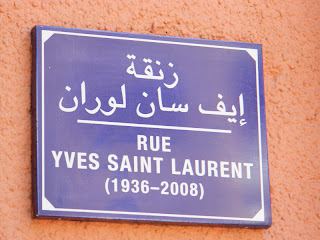 زنقة
إيف سان لوران
RUE
YVES SAINT LAURENT
(1936–2008)